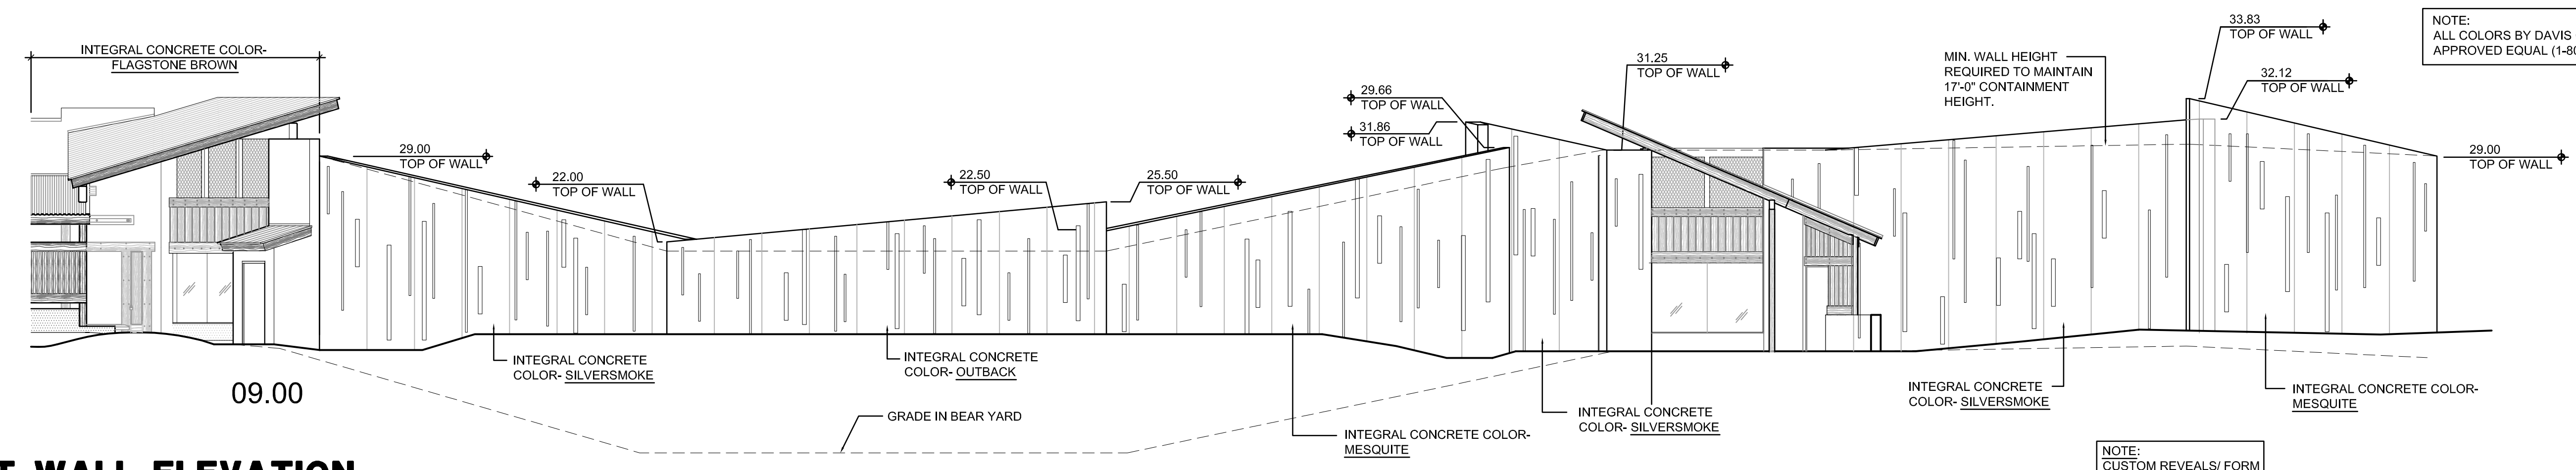 INTEGRAL CONCRETE COLOR-
FLAGSTONE BROWN
29.00
TOP OF WALL
22.00
TOP OF WALL
22.50
TOP OF WALL
25.50
TOP OF WALL
29.66
TOP OF WALL
31.86
TOP OF WALL
31.25
TOP OF WALL
MIN. WALL HEIGHT
REQUIRED TO MAINTAIN
17'-0" CONTAINMENT
HEIGHT.
33.83
TOP OF WALL
32.12
TOP OF WALL
29.00
TOP OF WALL
NOTE:
ALL COLORS BY DAVIS
APPROVED EQUAL (1-80
INTEGRAL CONCRETE
COLOR- SILVERSMOKE
INTEGRAL CONCRETE
COLOR- OUTBACK
09.00
GRADE IN BEAR YARD
INTEGRAL CONCRETE COLOR-
MESQUITE
INTEGRAL CONCRETE
COLOR- SILVERSMOKE
INTEGRAL CONCRETE
COLOR- SILVERSMOKE
INTEGRAL CONCRETE COLOR-
MESQUITE
T WALL ELEVATION
NOTE:
CUSTOM REVEALS/ FORM